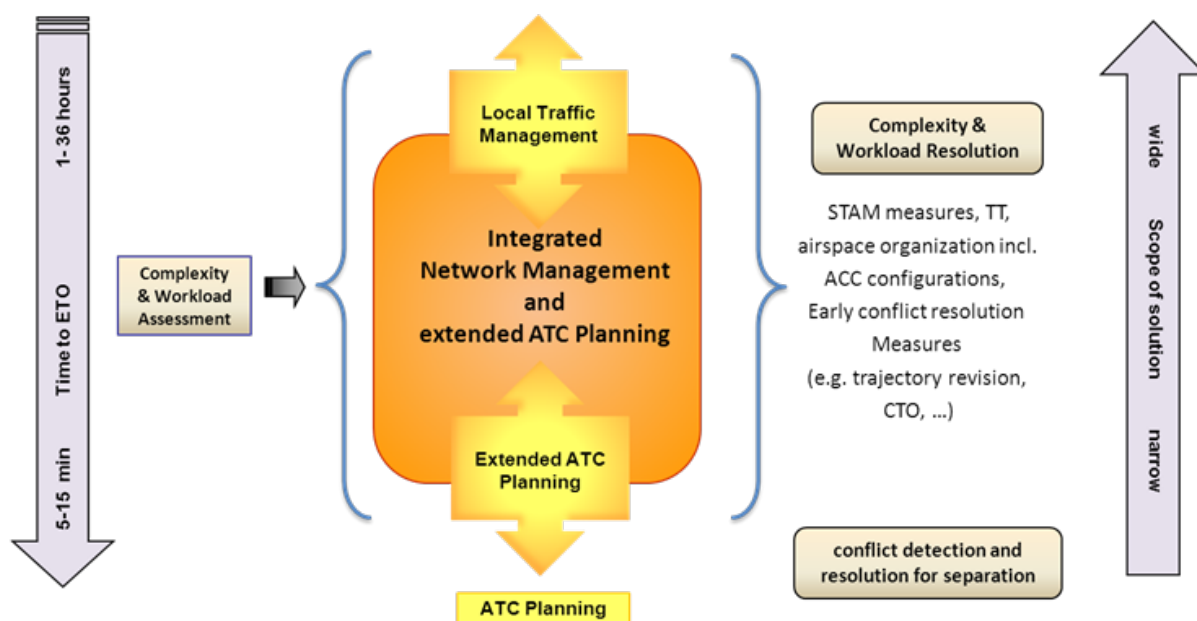 1- 36 hours
Time to ETO
5-15 min
Complexity
& Workload
Assessment
Local Traffic
Management
Integrated
Network Management
and
extended ATC Planning
Extended ATC
Planning
ATC Planning
Complexity &
Workload Resolution
STAM measures, TT,
airspace organization incl.
ACC configurations,
Early conflict resolution
Measures
(e.g. trajectory revision,
CTO, ...)
conflict detection and
resolution for separation
wide
Scope of solution
narrow